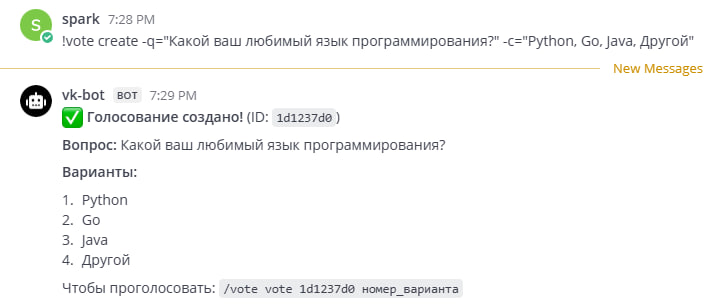 S
spark 7:28 PM
!vote create -q="Какой ваш любимый язык программирования?" -c="Python, Go, Java, Другой"
New Messages
vk-bot BOT 7:29 PM
✅ Голосование создано! (ID: 1d1237d0)
Вопрос: Какой ваш любимый язык программирования?
Варианты:
1. Python
2. Go
3. Java
4. Другой
Чтобы проголосовать: /vote vote 1d1237d0 номер_варианта